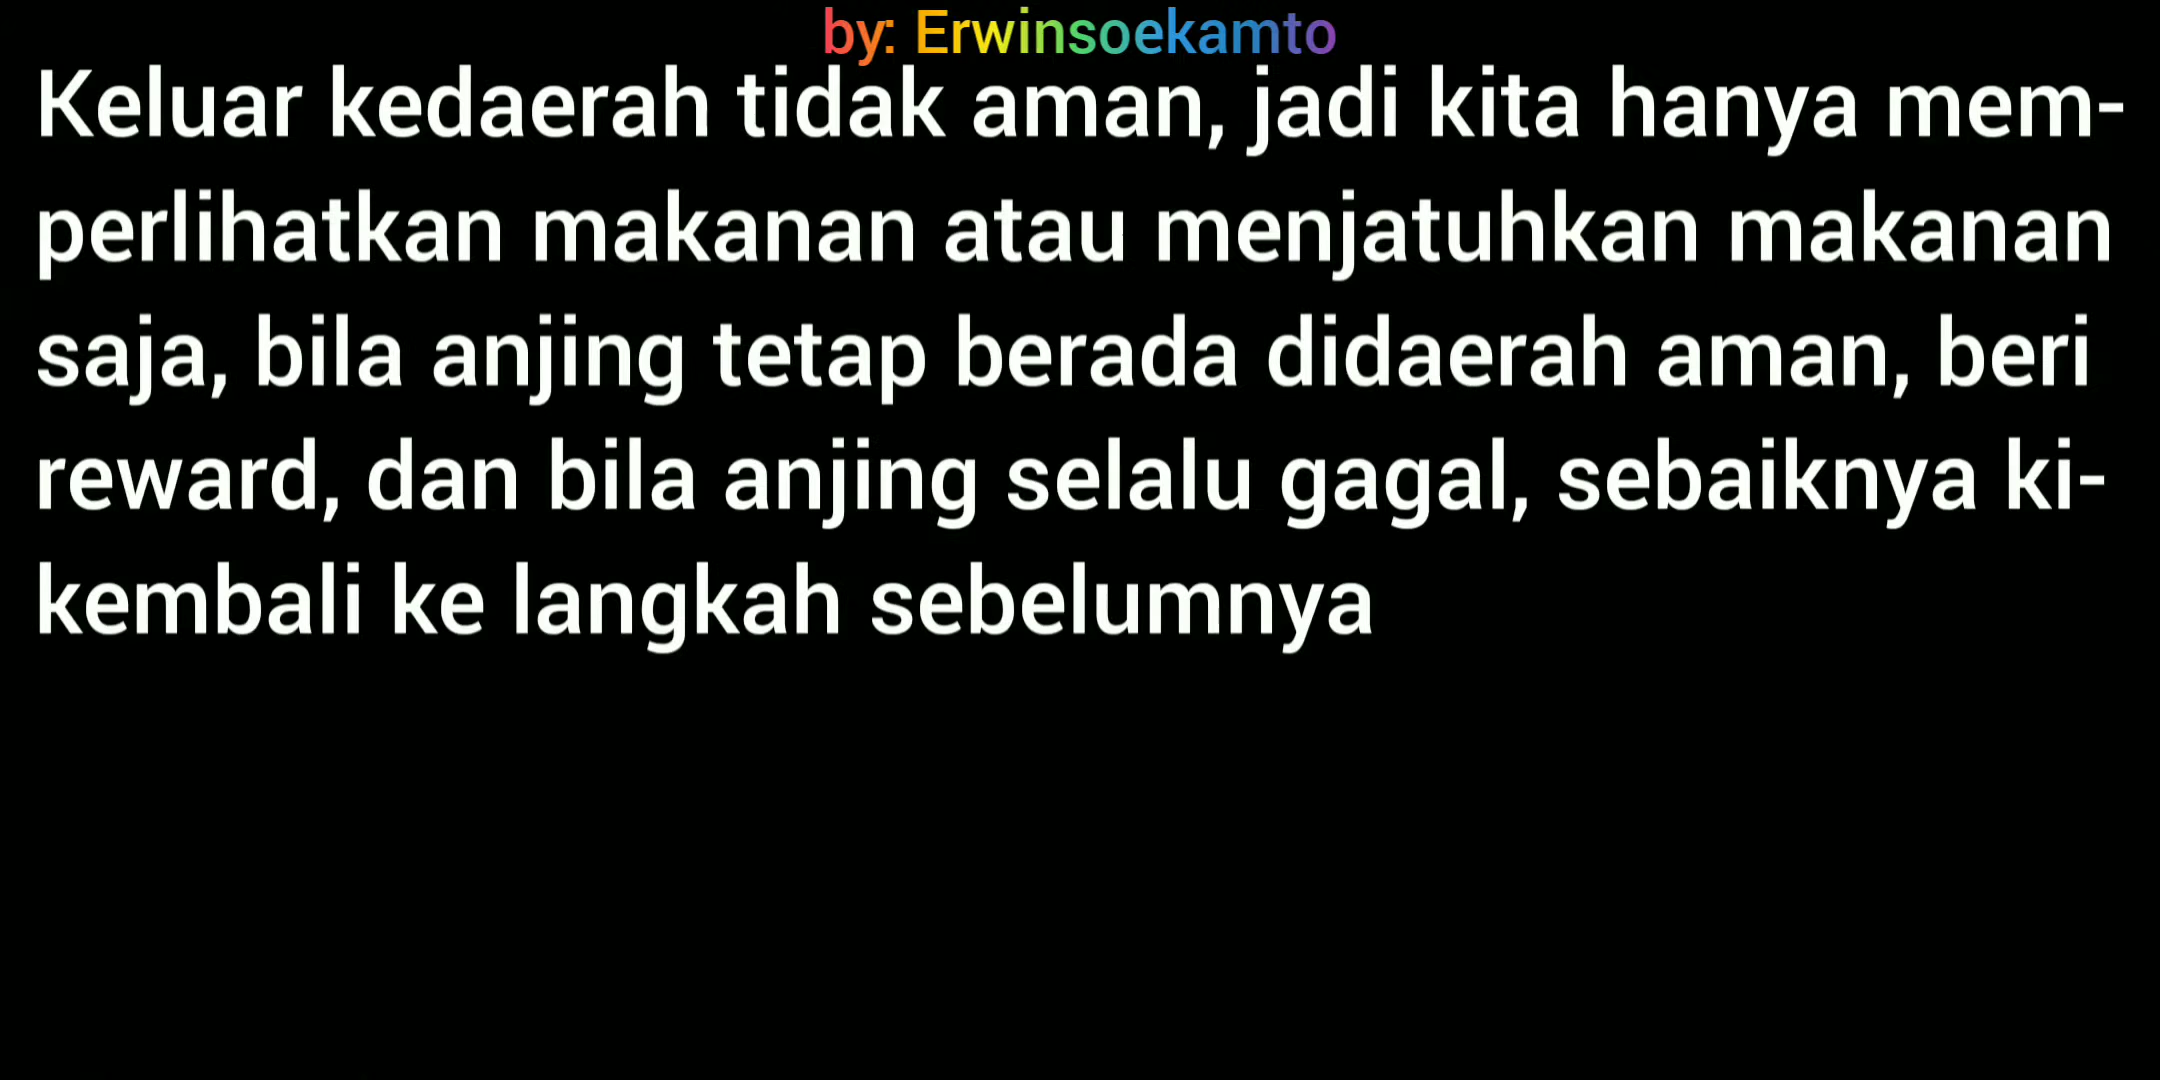 by: Erwinsoekamto
Keluar kedaerah tidak aman, jadi kita hanya mem-
perlihatkan makanan atau menjatuhkan makanan
saja, bila anjing tetap berada didaerah aman, beri
reward, dan bila anjing selalu gagal, sebaiknya ki-
kembali ke langkah sebelumnya